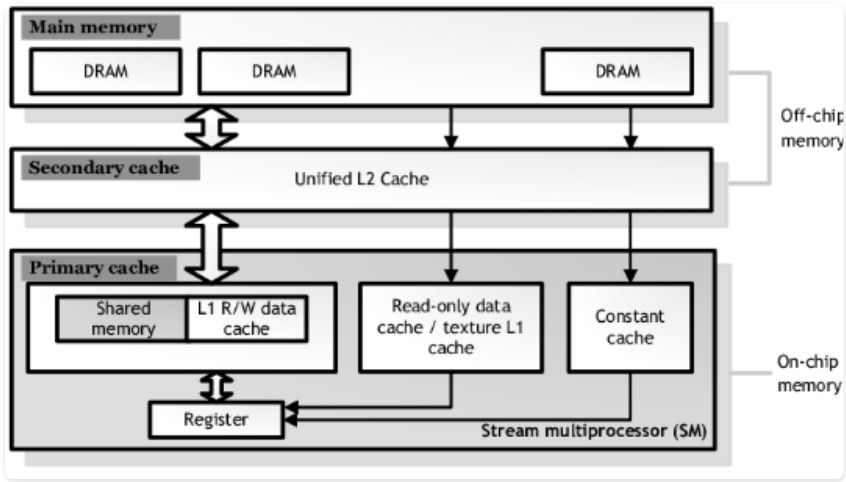 Main memory
DRAM
DRAM
DRAM
Off-chip
memory
Secondary cache
Unified L2 Cache
Primary cache
Shared
memory
L1 R/W data
cache
Read-only data
cache / texture L1
cache
Constant
cache
On-chip
memory
Register
Stream multiprocessor (SM)